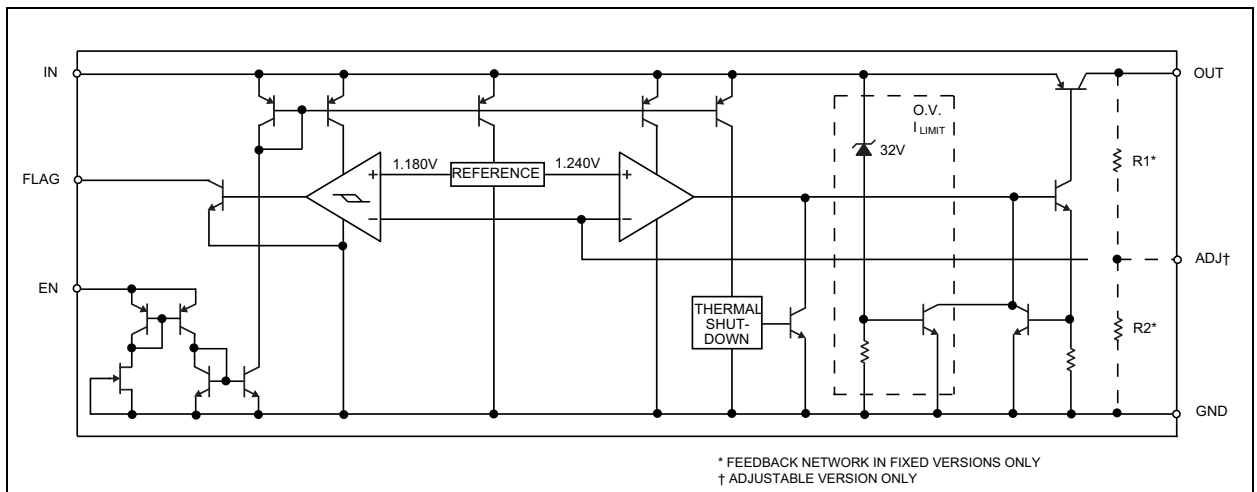 IN
OUT
O.V.
I LIMIT
32V
R1*
1.180V
REFERENCE
1.240V
FLAG
+
+
−
−
ADJ†
EN
THERMAL
SHUT-
DOWN
R2*
GND
* FEEDBACK NETWORK IN FIXED VERSIONS ONLY
† ADJUSTABLE VERSION ONLY